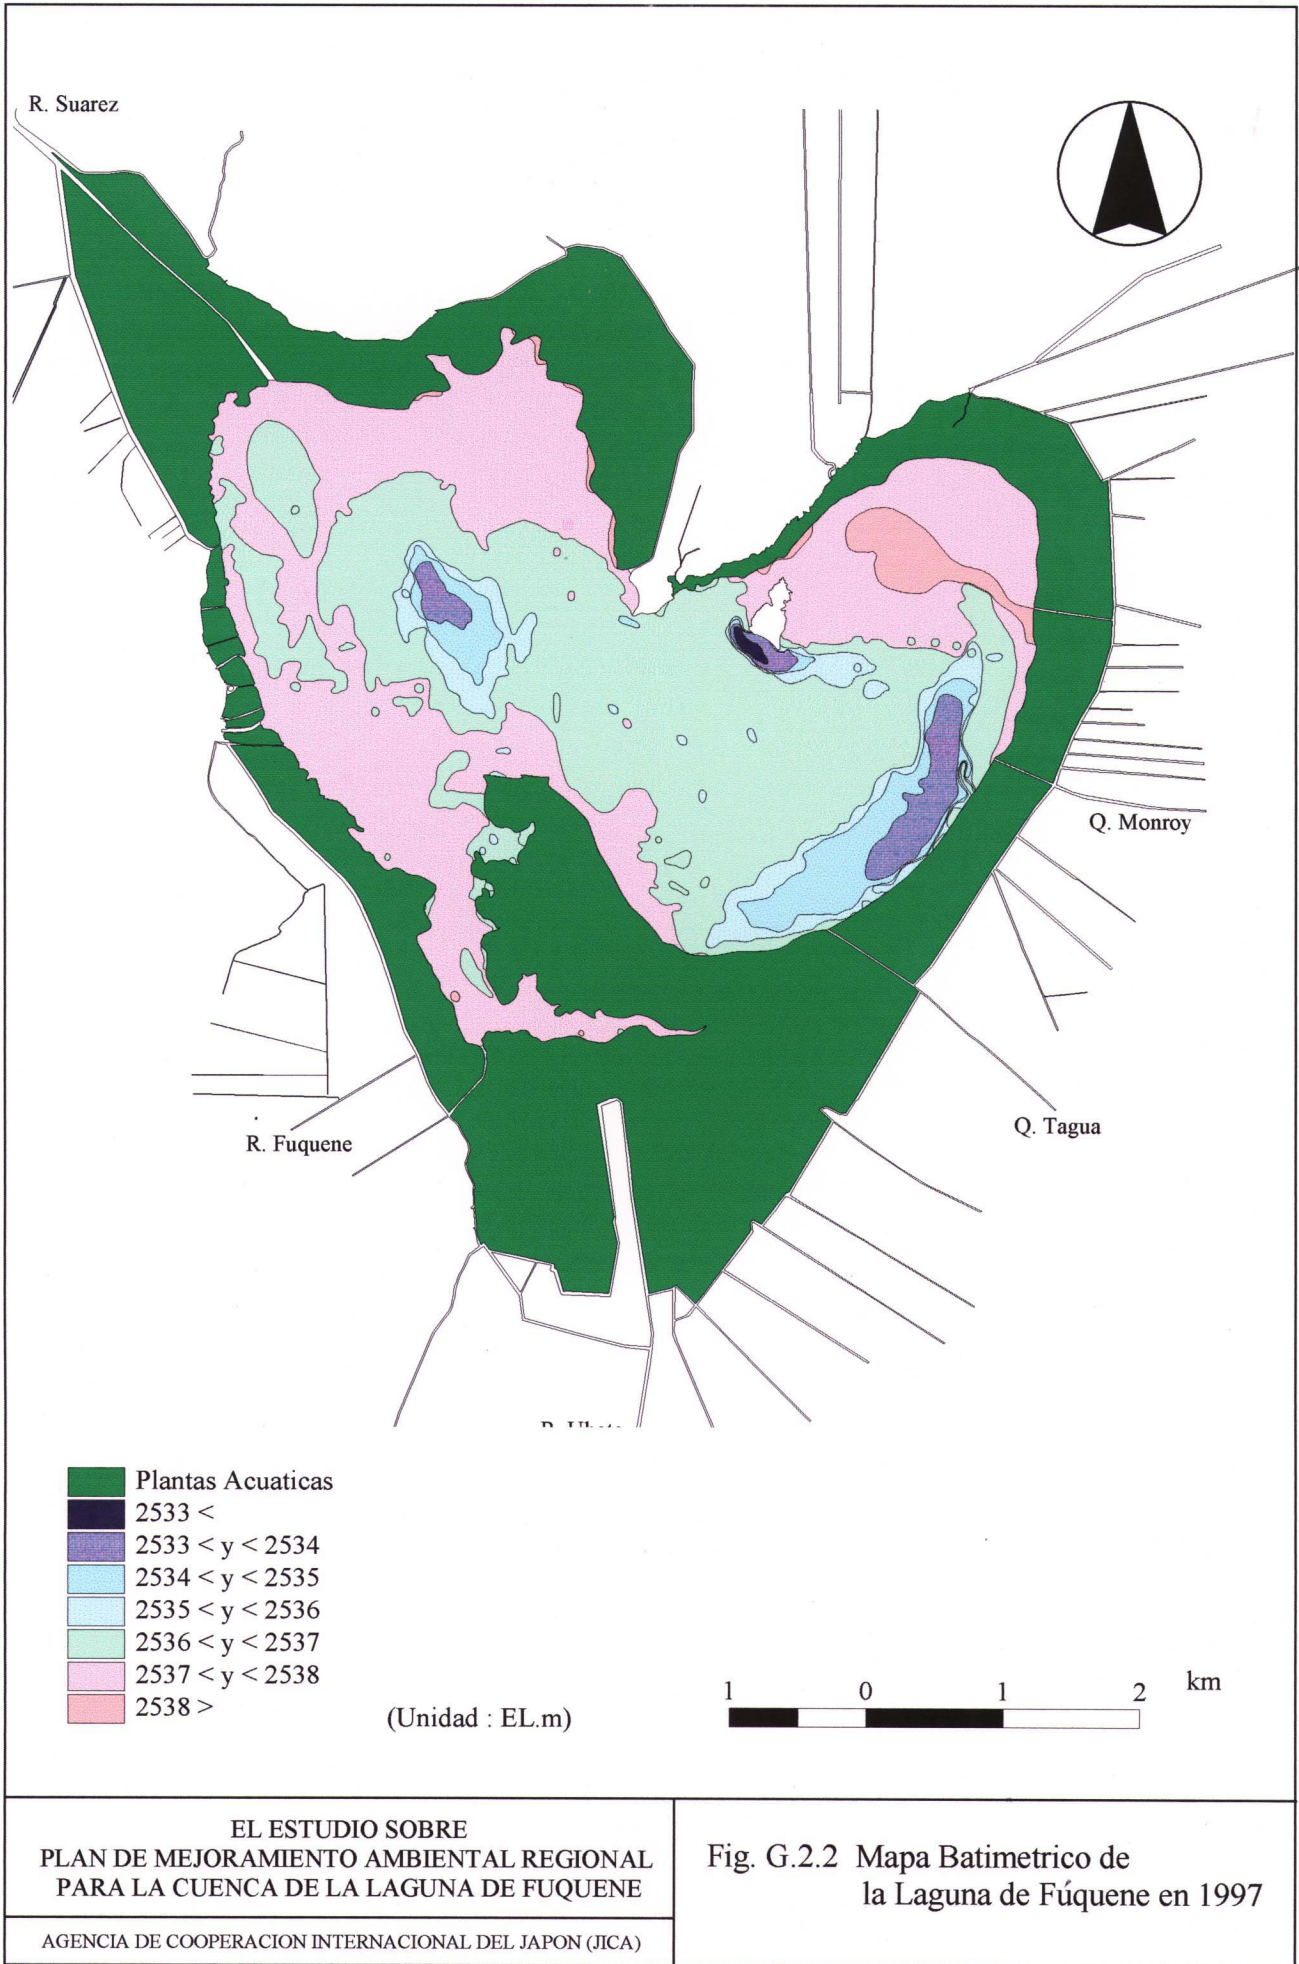 R. Suarez
Q. Monroy
Q. Tagua
R. Fuquene
Plantas Acuaticas
2533 <
2533 < y < 2534
2534 < y < 2535
2535 < y < 2536
2536 < y < 2537
2537 < y < 2538
2538 >
(Unidad : EL.m)
1 0 1 2 km
EL ESTUDIO SOBRE
PLAN DE MEJORAMIENTO AMBIENTAL REGIONAL
PARA LA CUENCA DE LA LAGUNA DE FUQUENE
AGENCIA DE COOPERACION INTERNACIONAL DEL JAPON (JICA)
Fig. G.2.2 Mapa Batimetrico de
la Laguna de Fúquene en 1997